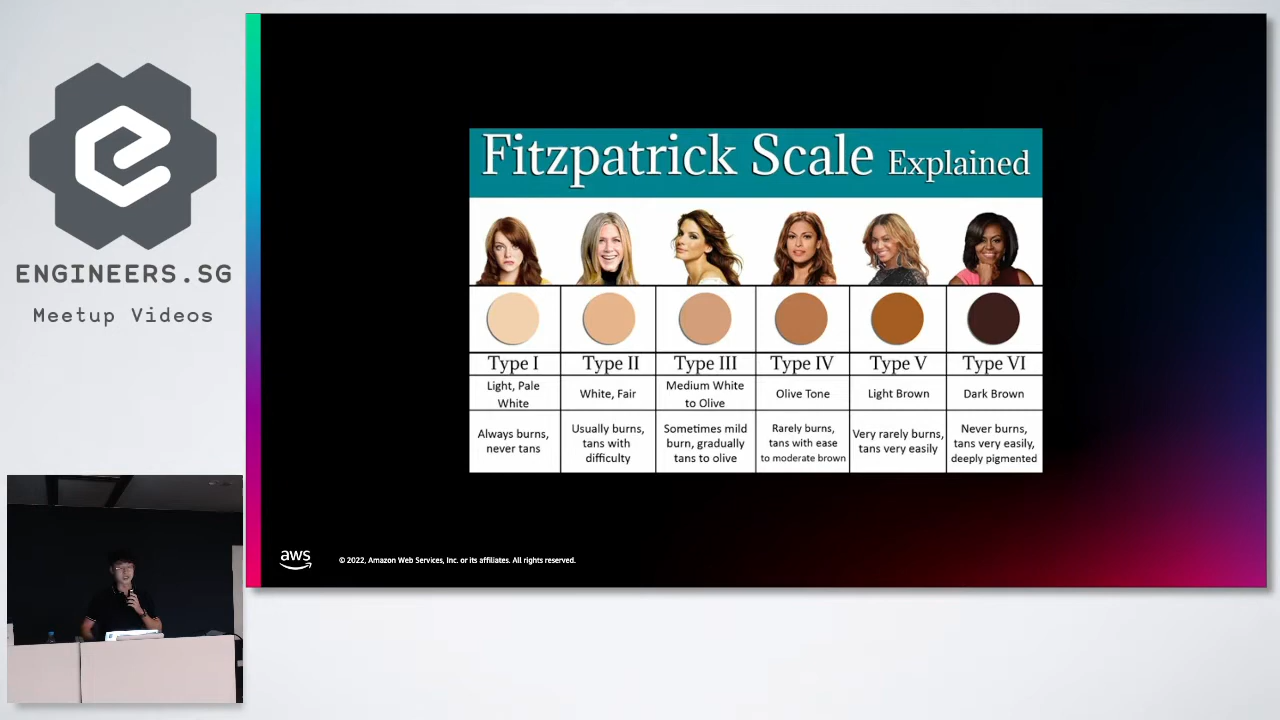 ENGINEERS.SG
Meetup Videos
Fitzpatrick Scale Explained
Type I
Type II
Type III
Type IV
Type V
Type VI
Light, Pale
White
White, Fair
Medium White
to Olive
Olive Tone
Light Brown
Dark Brown
Always burns,
never tans
Usually burns,
tans with
difficulty
Sometimes mild
burn, gradually
tans to olive
Rarely burns,
tans with ease
to moderate brown
Very rarely burns,
tans very easily
Never burns,
tans very easily,
deeply pigmented
aws
© 2022, Amazon Web Services, Inc. or its affiliates. All rights reserved.